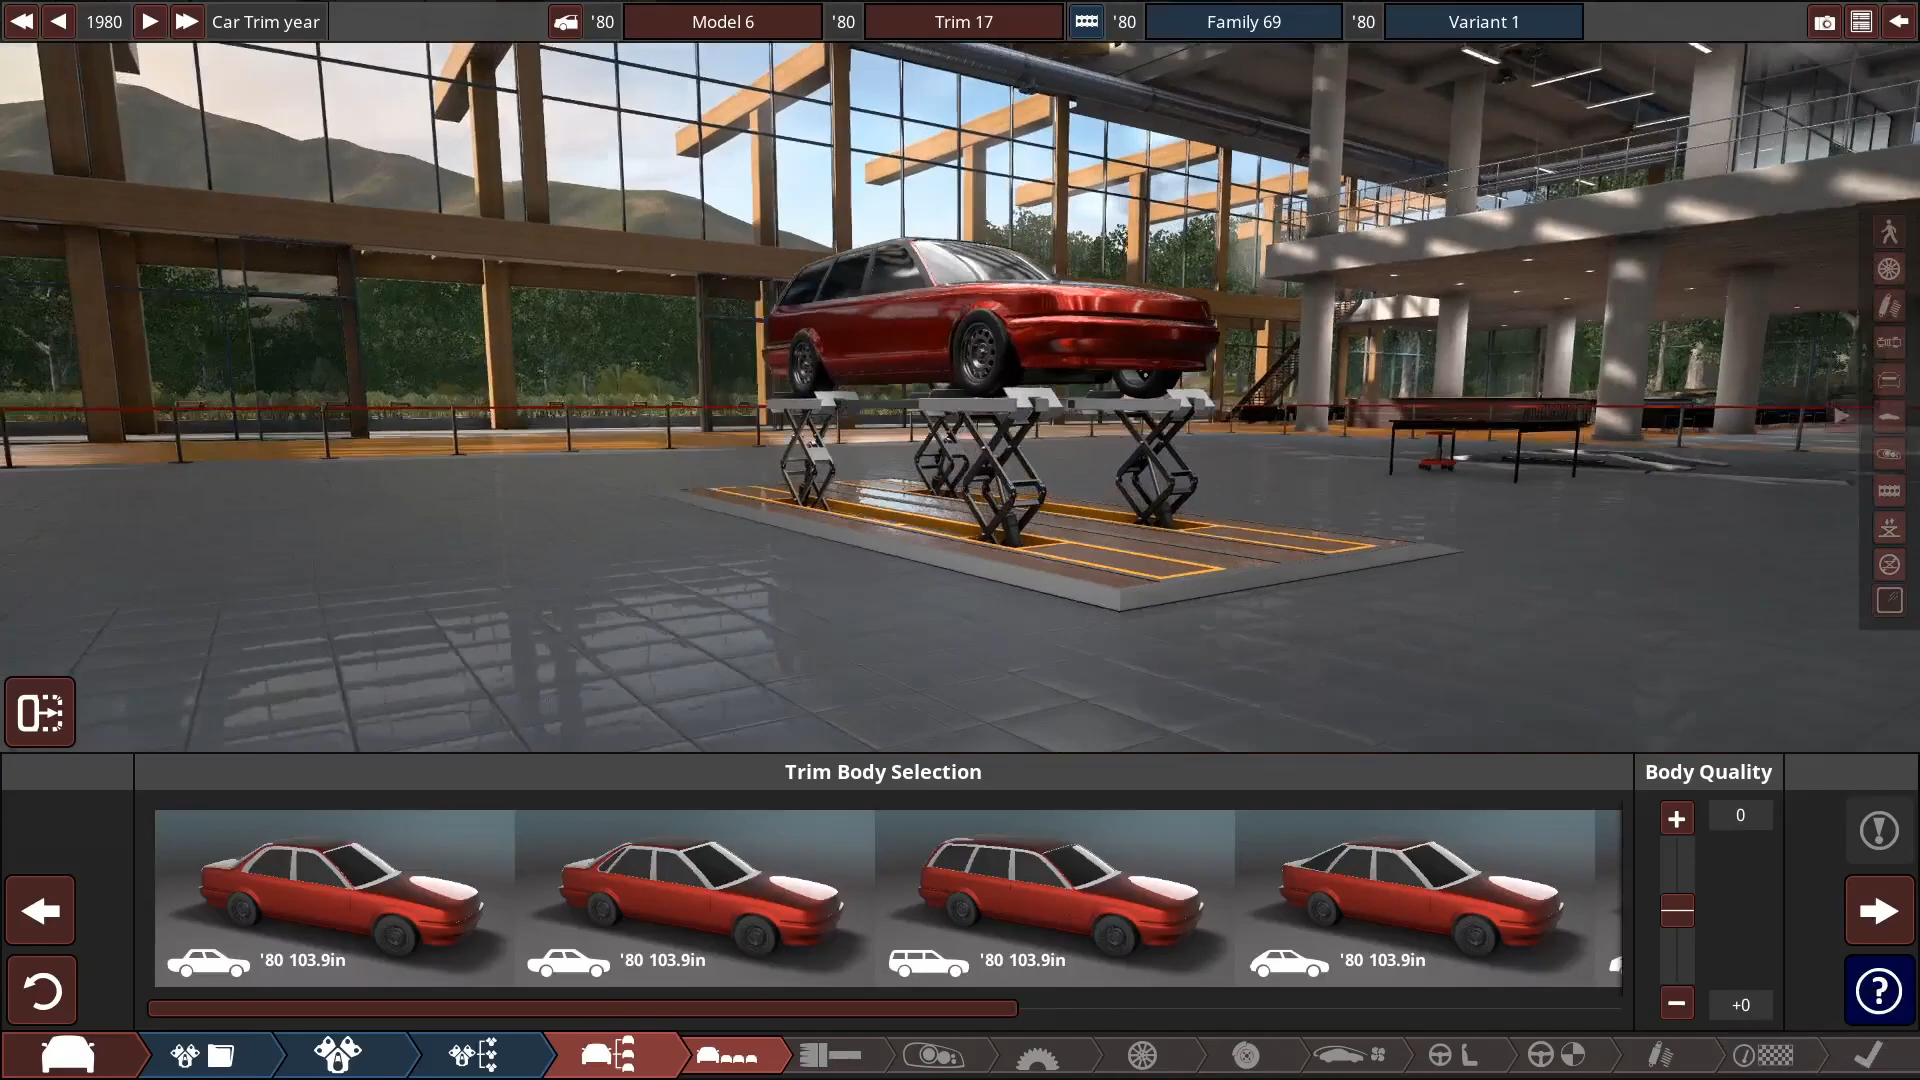 1980 Car Trim year '80 Model 6 '80 Trim 17 '80 Family 69 '80 Variant 1
Trim Body Selection
Body Quality
0
'80 103.9in
'80 103.9in
'80 103.9in
'80 103.9in
+0